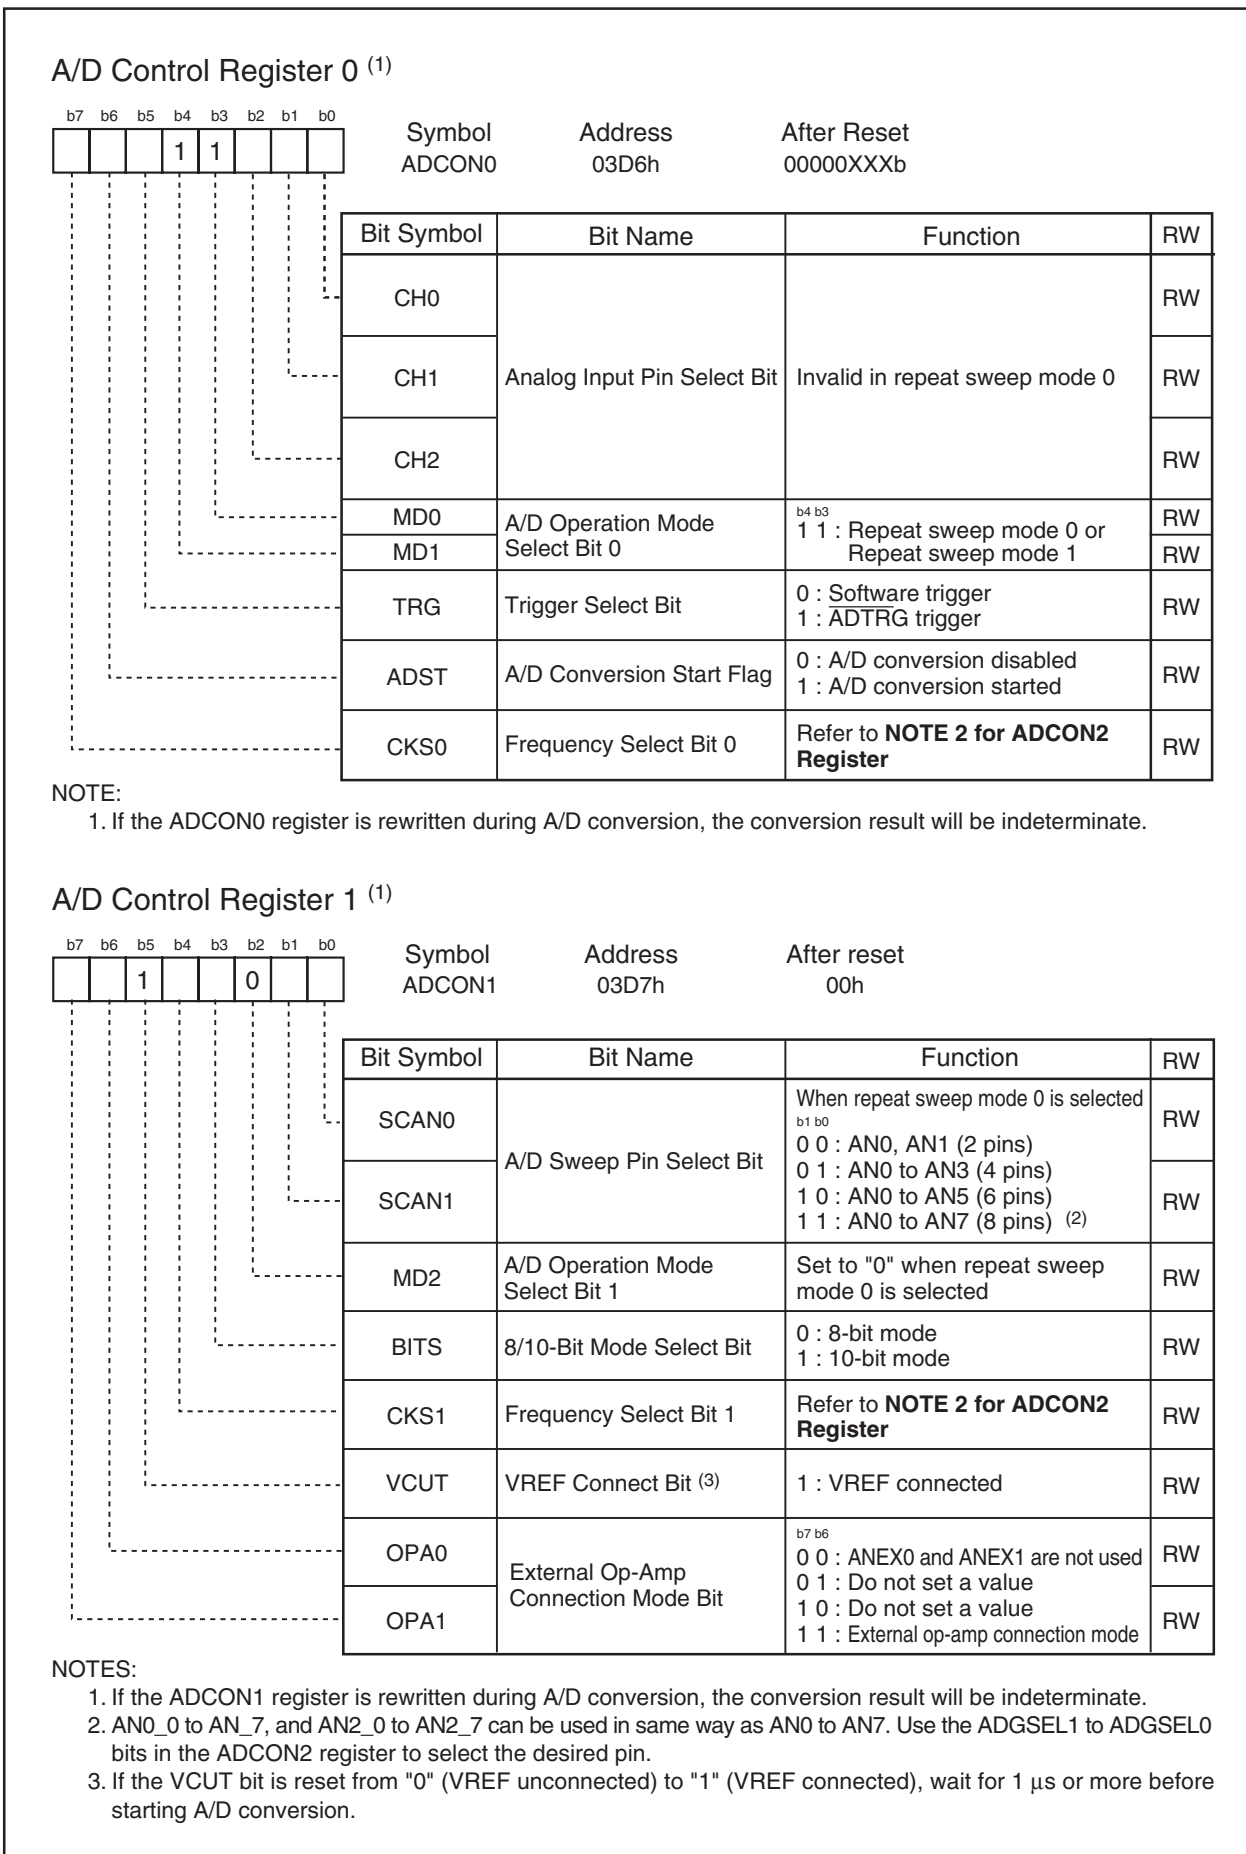 A/D Control Register 0 (1)
b7 b6 b5 b4 b3 b2 b1 b0
1 1
Symbol Address After Reset
ADCON0 03D6h 00000XXXb
Bit Symbol Bit Name Function RW
CH0 RW
CH1 Analog Input Pin Select Bit Invalid in repeat sweep mode 0 RW
CH2 RW
MD0 A/D Operation Mode Select Bit 0 b4 b3 RW
1 1 : Repeat sweep mode 0 or
MD1 Repeat sweep mode 1 RW
TRG Trigger Select Bit 0 : Software trigger RW
1 : ADTRG trigger
ADST A/D Conversion Start Flag 0 : A/D conversion disabled RW
1 : A/D conversion started
CKS0 Frequency Select Bit 0 Refer to NOTE 2 for ADCON2 RW
Register
NOTE:
1. If the ADCON0 register is rewritten during A/D conversion, the conversion result will be indeterminate.
A/D Control Register 1 (1)
b7 b6 b5 b4 b3 b2 b1 b0
1 0
Symbol Address After reset
ADCON1 03D7h 00h
Bit Symbol Bit Name Function RW
SCAN0 A/D Sweep Pin Select Bit When repeat sweep mode 0 is selected RW
b1 b0
0 0 : AN0, AN1 (2 pins)
0 1 : AN0 to AN3 (4 pins)
SCAN1 1 0 : AN0 to AN5 (6 pins) RW
1 1 : AN0 to AN7 (8 pins) (2)
MD2 A/D Operation Mode Set to "0" when repeat sweep RW
Select Bit 1 mode 0 is selected
BITS 8/10-Bit Mode Select Bit 0 : 8-bit mode RW
1 : 10-bit mode
CKS1 Frequency Select Bit 1 Refer to NOTE 2 for ADCON2 RW
Register
VCUT VREF Connect Bit (3) 1 : VREF connected RW
OPA0 External Op-Amp Connection Mode Bit b7 b6 RW
0 0 : ANEX0 and ANEX1 are not used
0 1 : Do not set a value
OPA1 1 0 : Do not set a value RW
1 1 : External op-amp connection mode
NOTES:
1. If the ADCON1 register is rewritten during A/D conversion, the conversion result will be indeterminate.
2. AN0_0 to AN_7, and AN2_0 to AN2_7 can be used in same way as AN0 to AN7. Use the ADGSEL1 to ADGSEL0
bits in the ADCON2 register to select the desired pin.
3. If the VCUT bit is reset from "0" (VREF unconnected) to "1" (VREF connected), wait for 1 µs or more before
starting A/D conversion.